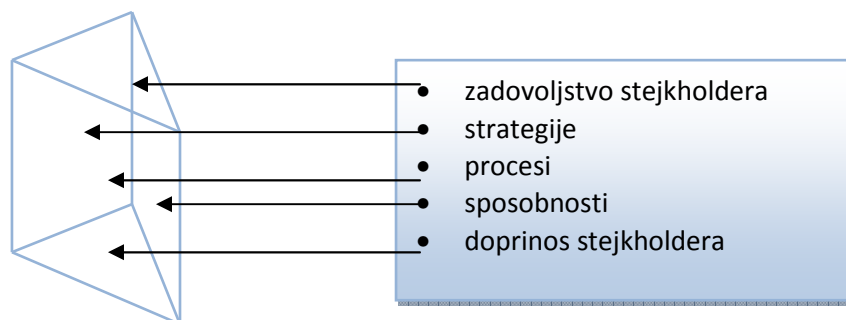 • zadovoljstvo stejkholdera
• strategije
• procesi
• sposobnosti
• doprinos stejkholdera